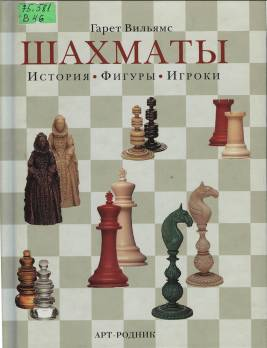 75.581
В46
Гарет Вильямс
ШАХМАТЫ
История • Фигуры • Игроки
АРТ-РОДНИК